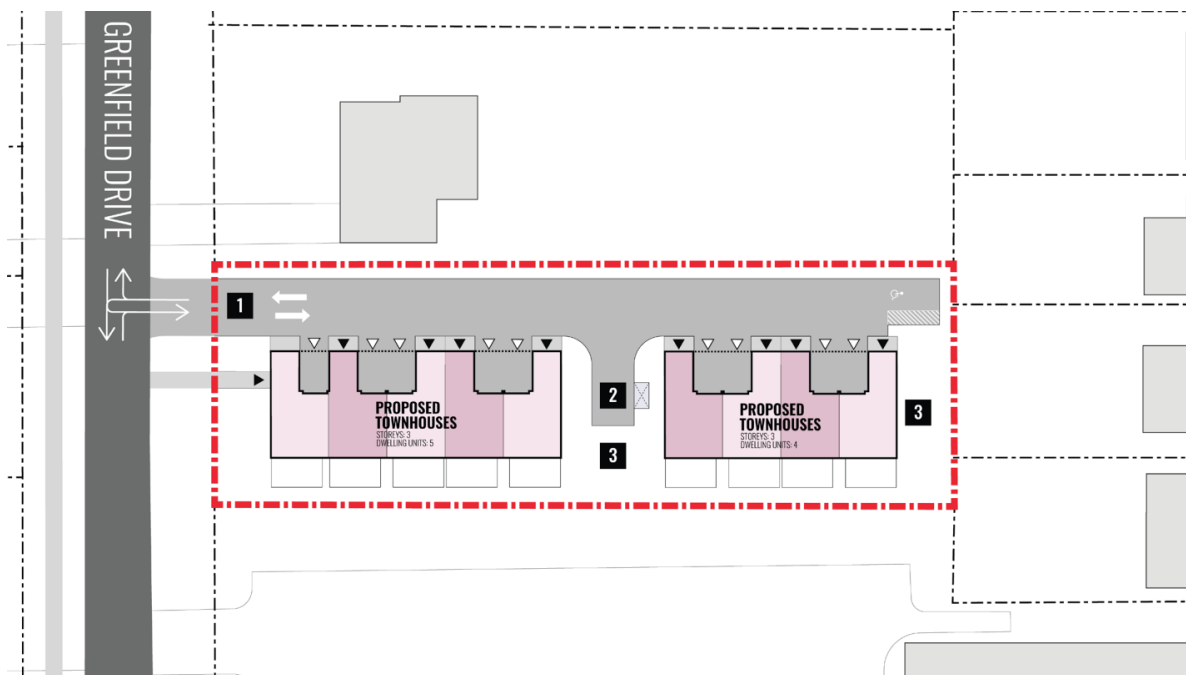 GREENFIELD DRIVE
1
2
PROPOSED
TOWNHOUSES
STOREYS: 3
DWELLING UNITS: 5
3
PROPOSED
TOWNHOUSES
STOREYS: 3
DWELLING UNITS: 4
3